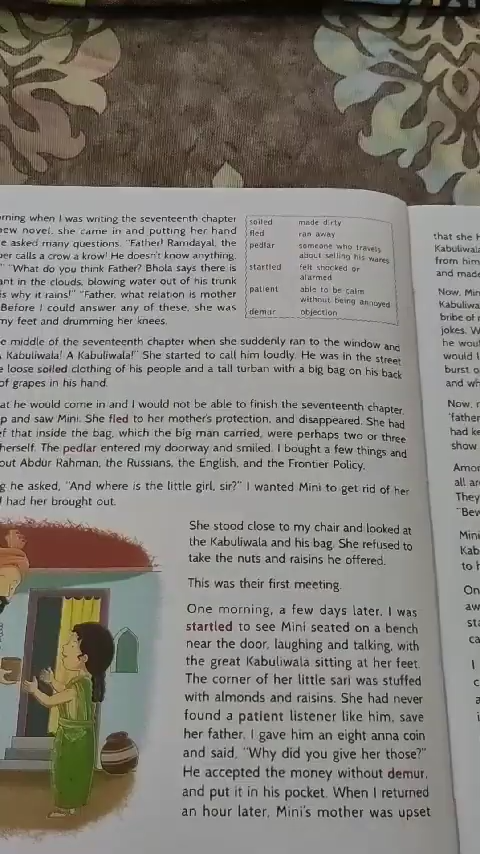 rning when I was writing the seventeenth chapter
ew novel, she came in and putting her hand
e asked many questions. "Father! Ramdayal, the
er calls a crow a krow! He doesn't know anything,
"What do you think Father? Bhola says there is
ant in the clouds, blowing water out of his trunk
is why it rains!" "Father, what relation is mother
Before I could answer any of these, she was
my feet and drumming her knees.
soiled made dirty
fled ran away
pedlar someone who travels
about selling his wares
startled felt shocked or
alarmed
patient able to be calm
without being annoyed
demur objection
e middle of the seventeenth chapter when she suddenly ran to the window and
Kabuliwala! A Kabuliwala!" She started to call him loudly. He was in the street
e loose soiled clothing of his people and a tall turban with a big bag on his back
of grapes in his hand.
at he would come in and I would not be able to finish the seventeenth chapter.
p and saw Mini. She fled to her mother's protection, and disappeared. She had
ef that inside the bag, which the big man carried, were perhaps two or three
herself. The pedlar entered my doorway and smiled. I bought a few things and
out Abdur Rahman, the Russians, the English, and the Frontier Policy.
g he asked, "And where is the little girl, sir?" I wanted Mini to get rid of her
I had her brought out.
She stood close to my chair and looked at
the Kabuliwala and his bag. She refused to
take the nuts and raisins he offered.
This was their first meeting.
One morning, a few days later, I was
startled to see Mini seated on a bench
near the door, laughing and talking, with
the great Kabuliwala sitting at her feet.
The corner of her little sari was stuffed
with almonds and raisins. She had never
found a patient listener like him, save
her father. I gave him an eight anna coin
and said, "Why did you give her those?"
He accepted the money without demur,
and put it in his pocket. When I returned
an hour later, Mini's mother was upset
that she h
Kabuliwala
from him
and made
Now, Min
Kabuliwa
bribe of
jokes. W
he woul
would l
burst o
and wh
Now, r
'father
had ke
show
Amon
all ar
They
"Bew
Mini
Kab
to h
On
aw
sta
ca
I
c
a
i